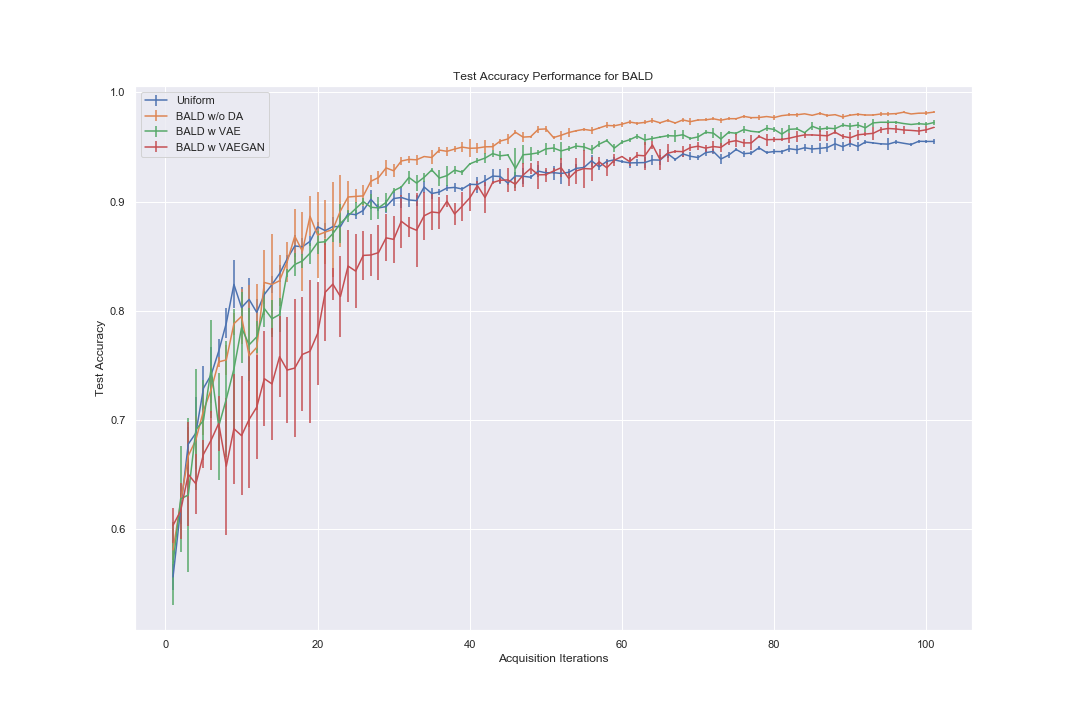 Test Accuracy Performance for BALD
1.0
0.9
0.8
0.7
0.6
Test Accuracy
Uniform
BALD w/o DA
BALD w VAE
BALD w VAEGAN
0 20 40 60 80 100
Acquisition Iterations